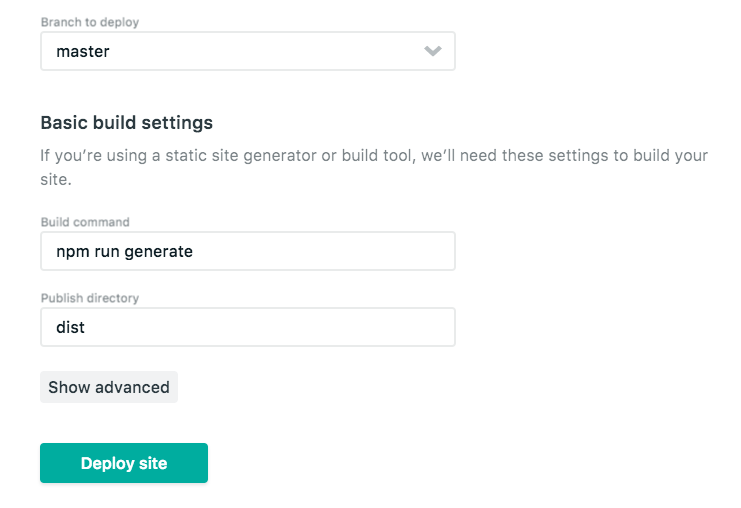 Branch to deploy
master
Basic build settings
If you’re using a static site generator or build tool, we’ll need these settings to build your
site.
Build command
npm run generate
Publish directory
dist
Show advanced
Deploy site